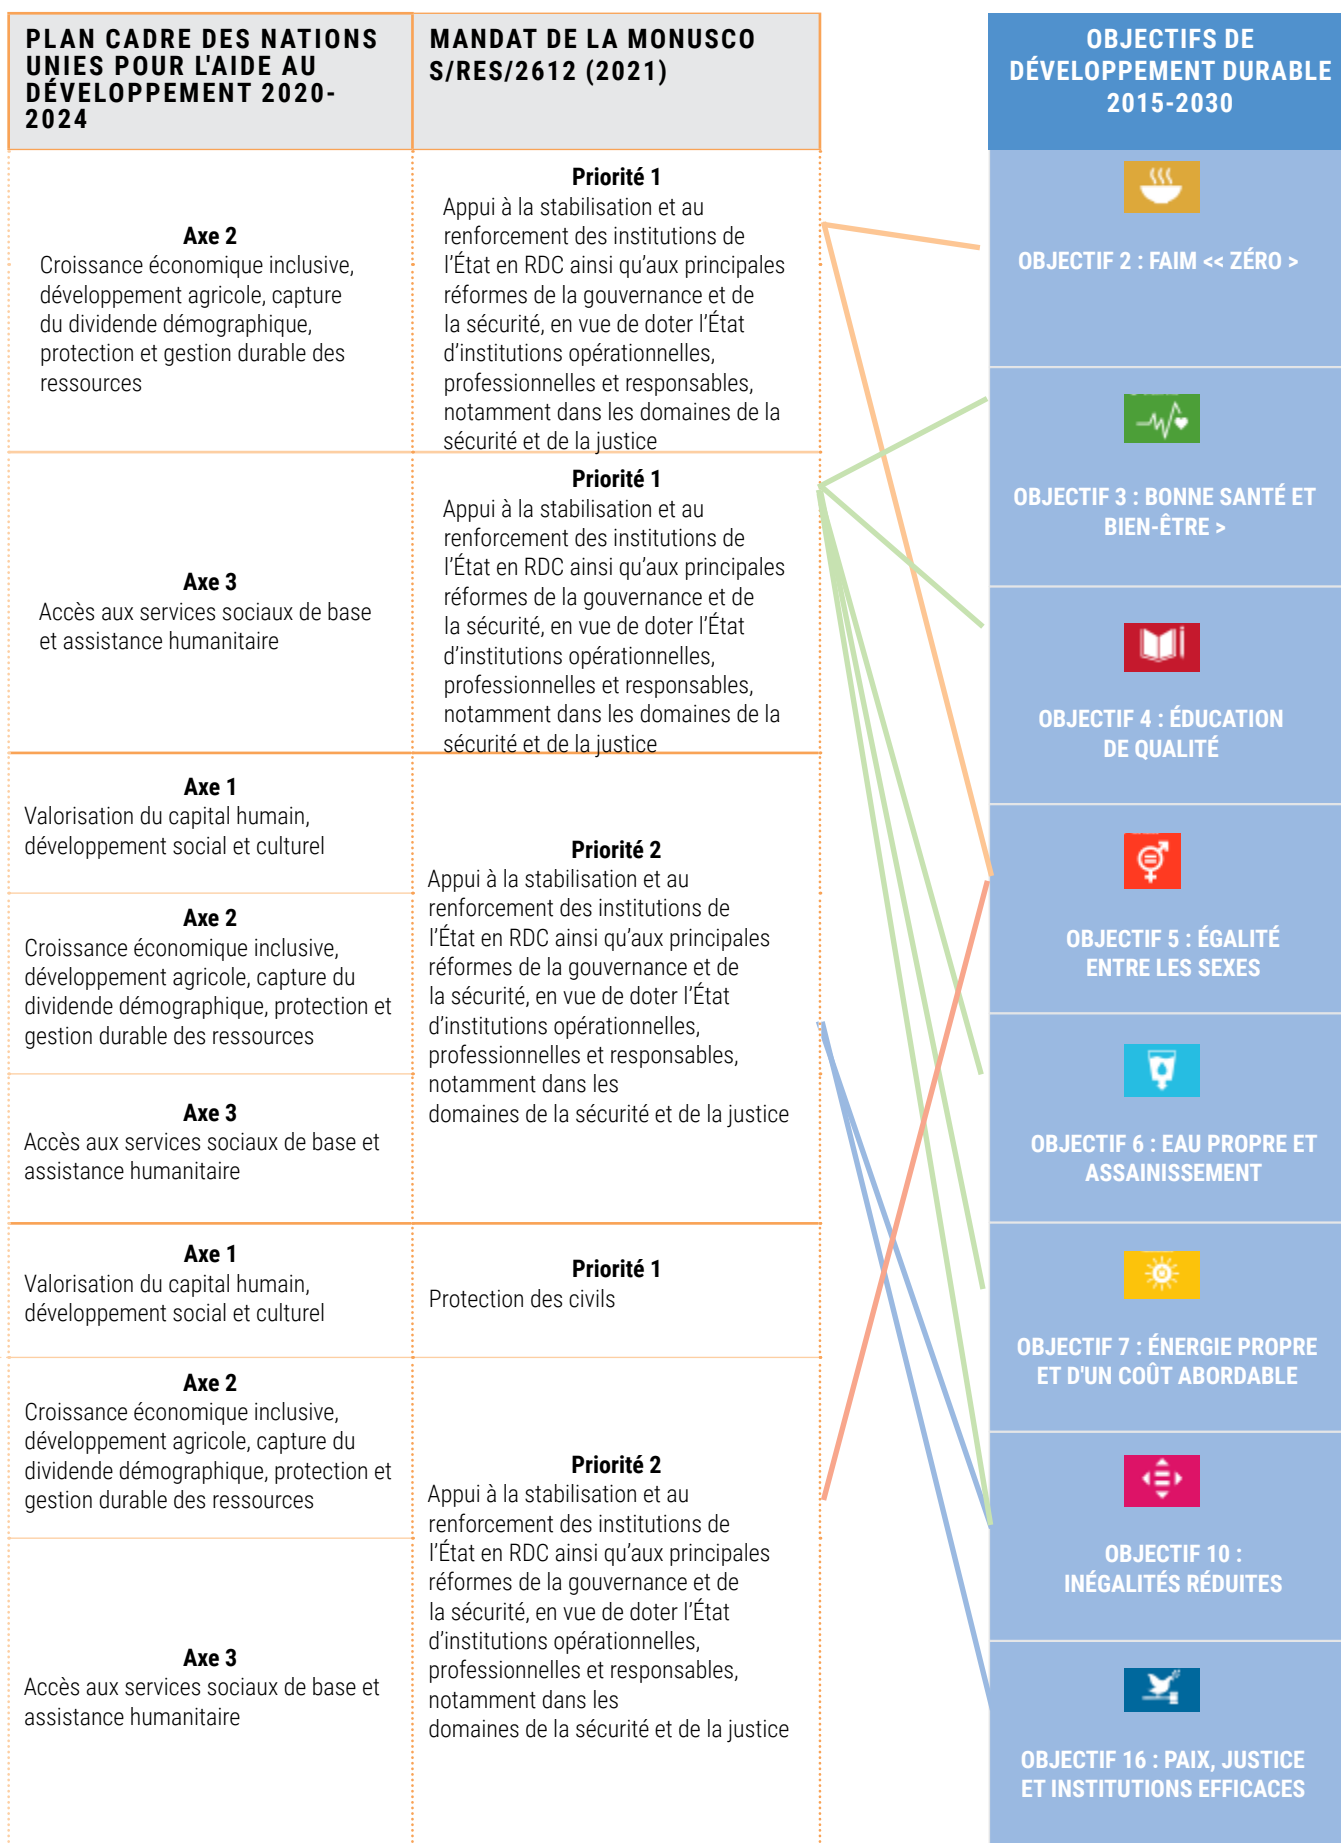 PLAN CADRE DES NATIONS
UNIES POUR L'AIDE AU
DÉVELOPPEMENT 2020-
2024
MANDAT DE LA MONUSCO
S/RES/2612 (2021)
OBJECTIFS DE
DÉVELOPPEMENT DURABLE
2015-2030
Axe 2
Croissance économique inclusive,
développement agricole, capture
du dividende démographique,
protection et gestion durable des
ressources
Priorité 1
Appui à la stabilisation et au
renforcement des institutions de
l’État en RDC ainsi qu’aux principales
réformes de la gouvernance et de
la sécurité, en vue de doter l’État
d’institutions opérationnelles,
professionnelles et responsables,
notamment dans les domaines de la
sécurité et de la justice
Axe 3
Accès aux services sociaux de base
et assistance humanitaire
Priorité 1
Appui à la stabilisation et au
renforcement des institutions de
l’État en RDC ainsi qu’aux principales
réformes de la gouvernance et de
la sécurité, en vue de doter l’État
d’institutions opérationnelles,
professionnelles et responsables,
notamment dans les domaines de la
sécurité et de la justice
Axe 1
Valorisation du capital humain,
développement social et culturel
Axe 2
Croissance économique inclusive,
développement agricole, capture du
dividende démographique, protection et
gestion durable des ressources
Axe 3
Accès aux services sociaux de base et
assistance humanitaire
Priorité 2
Appui à la stabilisation et au
renforcement des institutions de
l’État en RDC ainsi qu’aux principales
réformes de la gouvernance et de
la sécurité, en vue de doter l’État
d’institutions opérationnelles,
professionnelles et responsables,
notamment dans les
domaines de la sécurité et de la justice
Axe 1
Valorisation du capital humain,
développement social et culturel
Priorité 1
Protection des civils
Axe 2
Croissance économique inclusive,
développement agricole, capture du
dividende démographique, protection et
gestion durable des ressources
Axe 3
Accès aux services sociaux de base et
assistance humanitaire
Priorité 2
Appui à la stabilisation et au
renforcement des institutions de
l’État en RDC ainsi qu’aux principales
réformes de la gouvernance et de
la sécurité, en vue de doter l’État
d’institutions opérationnelles,
professionnelles et responsables,
notamment dans les
domaines de la sécurité et de la justice
OBJECTIF 2 : FAIM << ZÉRO >
OBJECTIF 3 : BONNE SANTÉ ET
BIEN-ÊTRE >
OBJECTIF 4 : ÉDUCATION
DE QUALITÉ
OBJECTIF 5 : ÉGALITÉ
ENTRE LES SEXES
OBJECTIF 6 : EAU PROPRE ET
ASSAINISSEMENT
OBJECTIF 7 : ÉNERGIE PROPRE
ET D'UN COÛT ABORDABLE
OBJECTIF 10 :
INÉGALITÉS RÉDUITES
OBJECTIF 16 : PAIX, JUSTICE
ET INSTITUTIONS EFFICACES